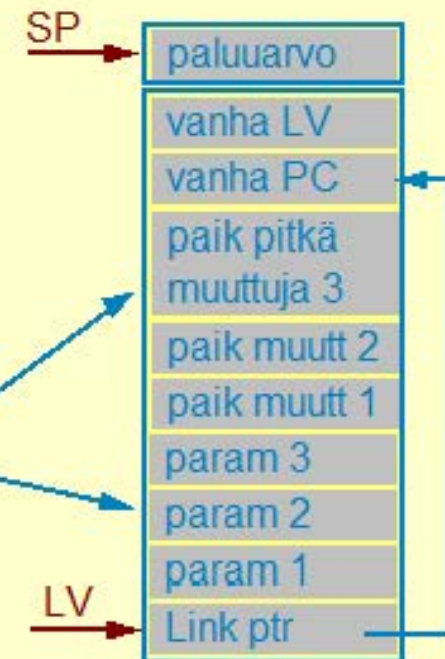 SP
paluuarvo
vanha LV
vanha PC
paik pitkä
muuttuja 3
paik muutt 2
paik muutt 1
param 3
param 2
param 1
LV
Link ptr